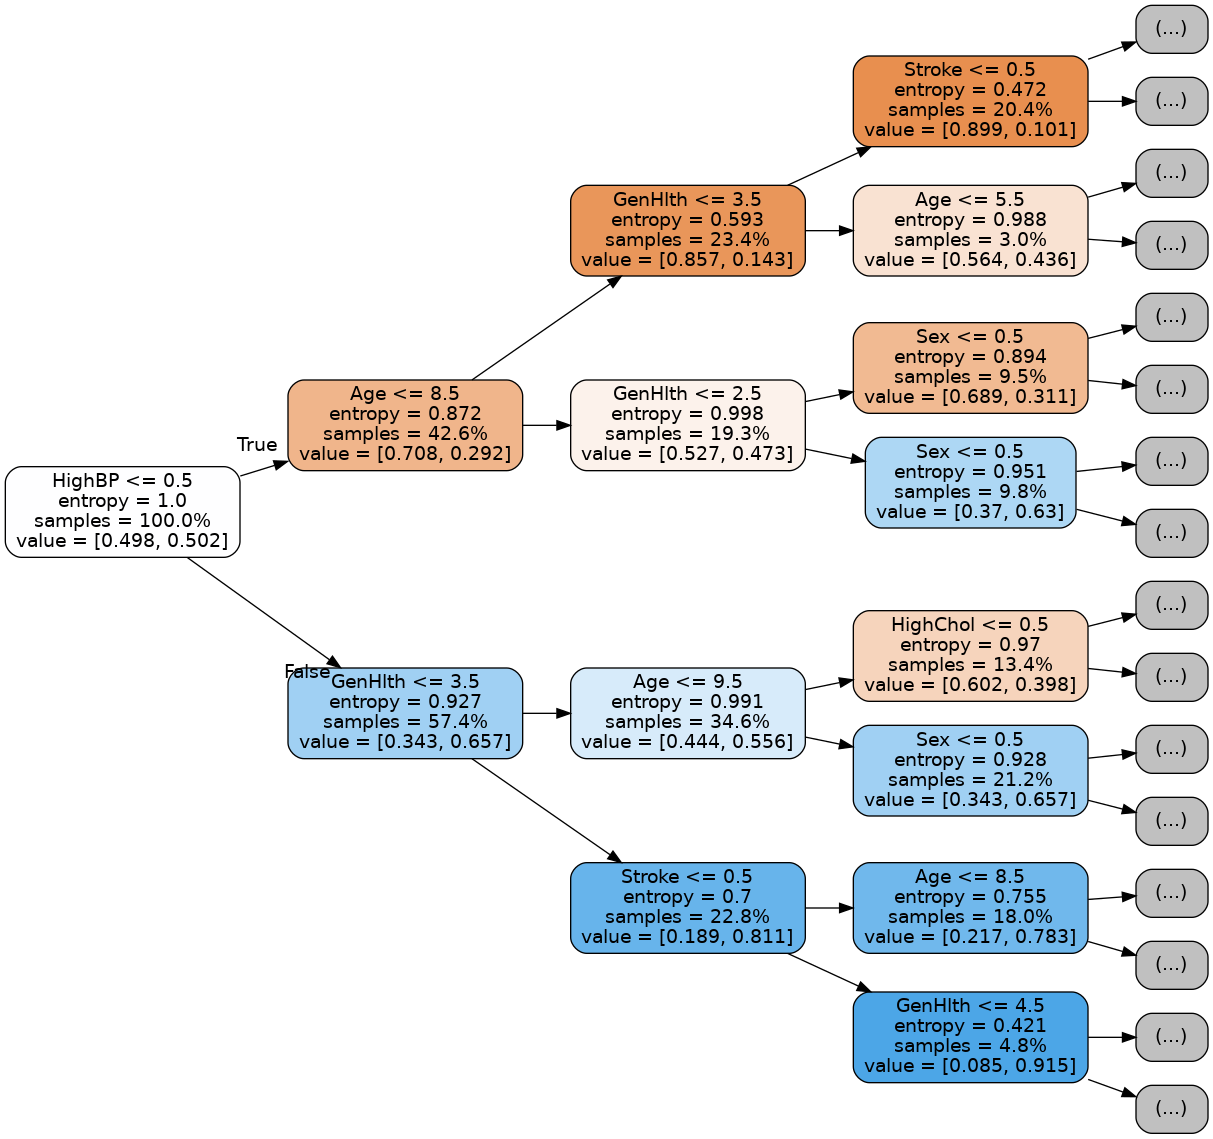 (...)
Stroke <= 0.5
entropy = 0.472
samples = 20.4%
value = [0.899, 0.101]
(...)
(...)
GenHlth <= 3.5
entropy = 0.593
samples = 23.4%
value = [0.857, 0.143]
Age <= 5.5
entropy = 0.988
samples = 3.0%
value = [0.564, 0.436]
(...)
(...)
Sex <= 0.5
entropy = 0.894
samples = 9.5%
value = [0.689, 0.311]
(...)
Age <= 8.5
entropy = 0.872
samples = 42.6%
value = [0.708, 0.292]
GenHlth <= 2.5
entropy = 0.998
samples = 19.3%
value = [0.527, 0.473]
True
(...)
Sex <= 0.5
entropy = 0.951
samples = 9.8%
value = [0.37, 0.63]
HighBP <= 0.5
entropy = 1.0
samples = 100.0%
value = [0.498, 0.502]
(...)
(...)
HighChol <= 0.5
entropy = 0.97
samples = 13.4%
value = [0.602, 0.398]
(...)
False
GenHlth <= 3.5
entropy = 0.927
samples = 57.4%
value = [0.343, 0.657]
Age <= 9.5
entropy = 0.991
samples = 34.6%
value = [0.444, 0.556]
(...)
Sex <= 0.5
entropy = 0.928
samples = 21.2%
value = [0.343, 0.657]
(...)
Stroke <= 0.5
entropy = 0.7
samples = 22.8%
value = [0.189, 0.811]
Age <= 8.5
entropy = 0.755
samples = 18.0%
value = [0.217, 0.783]
(...)
(...)
GenHlth <= 4.5
entropy = 0.421
samples = 4.8%
value = [0.085, 0.915]
(...)
(...)